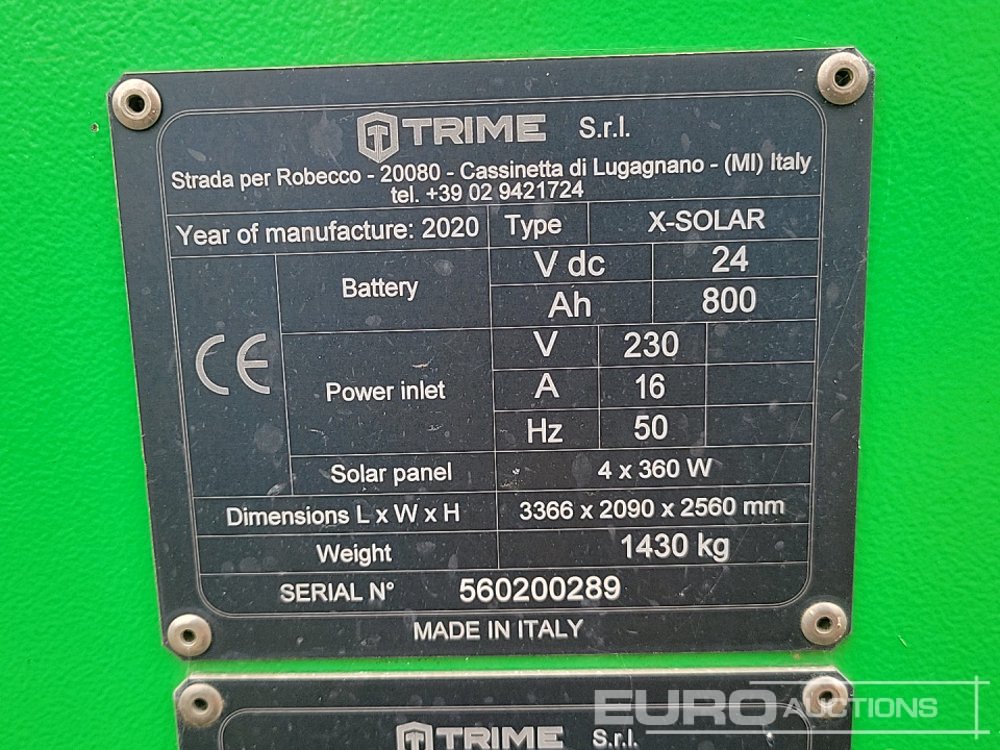 TRIME S.r.l.
Strada per Robecco - 20080 - Cassinetta di Lugagnano - (MI) Italy
tel. +39 02 9421724
Year of manufacture: 2020 Type X-SOLAR
Battery
V dc 24
Ah 800
CE
Power inlet
V 230
A 16
Hz 50
Solar panel 4 x 360 W
Dimensions L x W x H 3366 x 2090 x 2560 mm
Weight 1430 kg
SERIAL N° 560200289
MADE IN ITALY
TRIME S.r.l.
EURO AUCTIONS